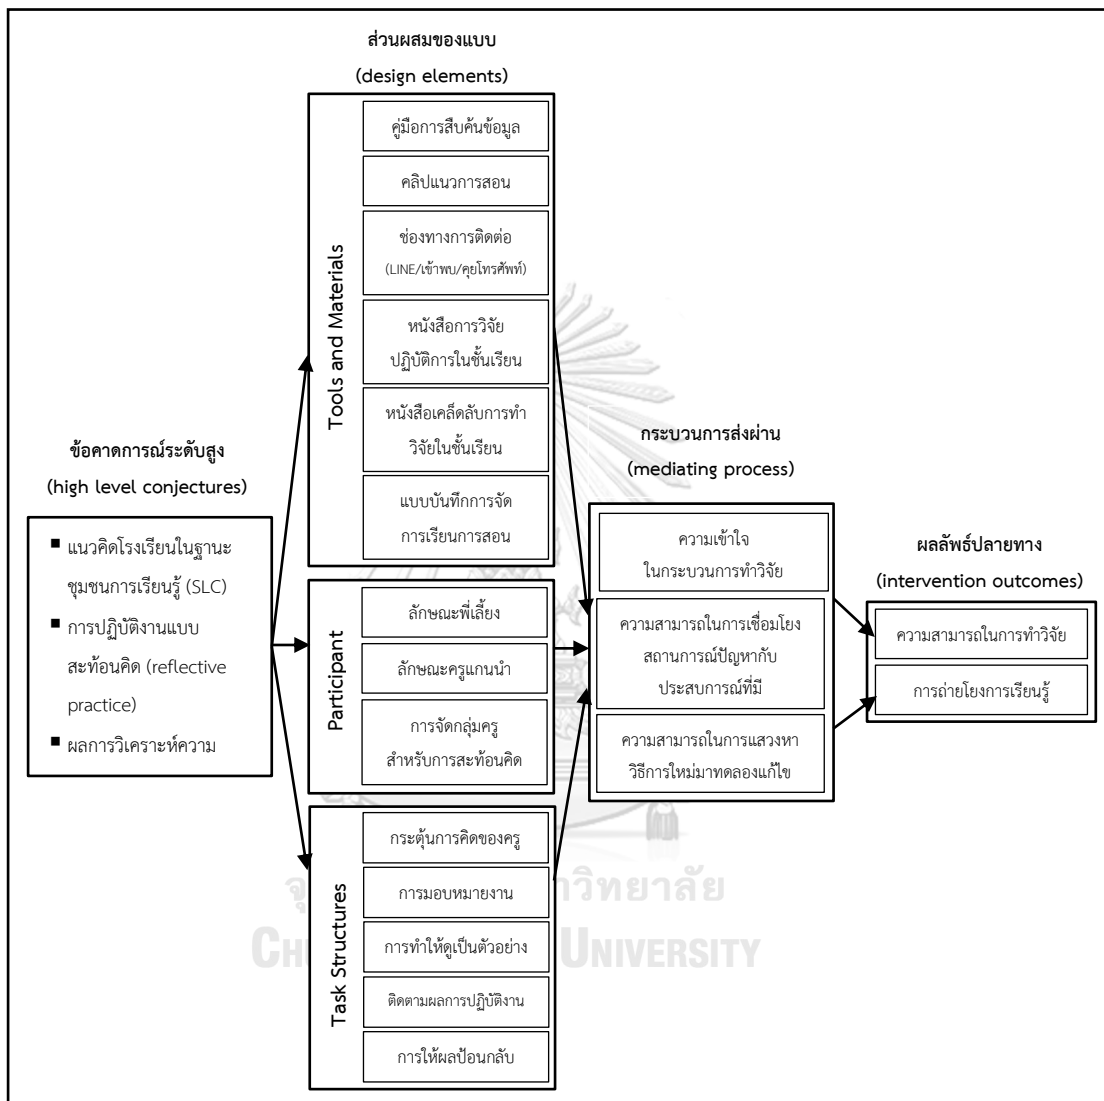 ส่วนผสมของแบบ
(design elements)
Tools and Materials
คู่มือการสืบค้นข้อมูล
คลิปแนวการสอน
ช่องทางการติดต่อ
(LINE/เข้าพบ/คุยโทรศัพท์)
หนังสือการวิจัย
ปฏิบัติการในชั้นเรียน
หนังสือเคล็ดลับการทำ
วิจัยในชั้นเรียน
แบบบันทึกการจัด
การเรียนการสอน
ข้อคาดการณ์ระดับสูง
(high level conjectures)
▪ แนวคิดโรงเรียนในฐานะ
ชุมชนการเรียนรู้ (SLC)
▪ การปฏิบัติงานแบบ
สะท้อนคิด (reflective
practice)
▪ ผลการวิเคราะห์ความ
Participant
ลักษณะพี่เลี้ยง
ลักษณะครูแกนนำ
การจัดกลุ่มครู
สำหรับการสะท้อนคิด
Task Structures
กระตุ้นการคิดของครู
การมอบหมายงาน
การทำให้ดูเป็นตัวอย่าง
ติดตามผลการปฏิบัติงาน
การให้ผลป้อนกลับ
กระบวนการส่งผ่าน
(mediating process)
ความเข้าใจ
ในกระบวนการทำวิจัย
ความสามารถในการเชื่อมโยง
สถานการณ์ปัญหากับ
ประสบการณ์ที่มี
ความสามารถในการแสวงหา
วิธีการใหม่มาทดลองแก้ไข
ผลลัพธ์ปลายทาง
(intervention outcomes)
ความสามารถในการทำวิจัย
การถ่ายโยงการเรียนรู้
วิทยาลัย
UNIVERSITY